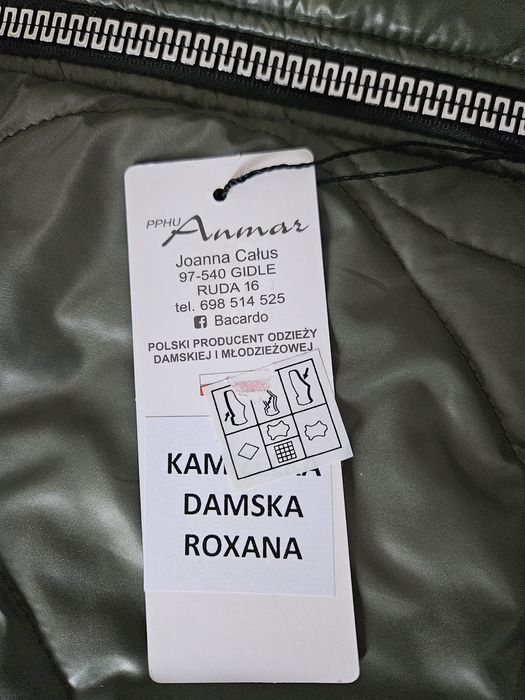 PPHU Anmar
Joanna Całus
97-540 GIDLE
RUDA 16
tel. 698 514 525
Bacardo
POLSKI PRODUCENT ODZIEŻY
DAMSKIEJ I MŁODZIEŻOWEJ
DAMSKA
ROXANA